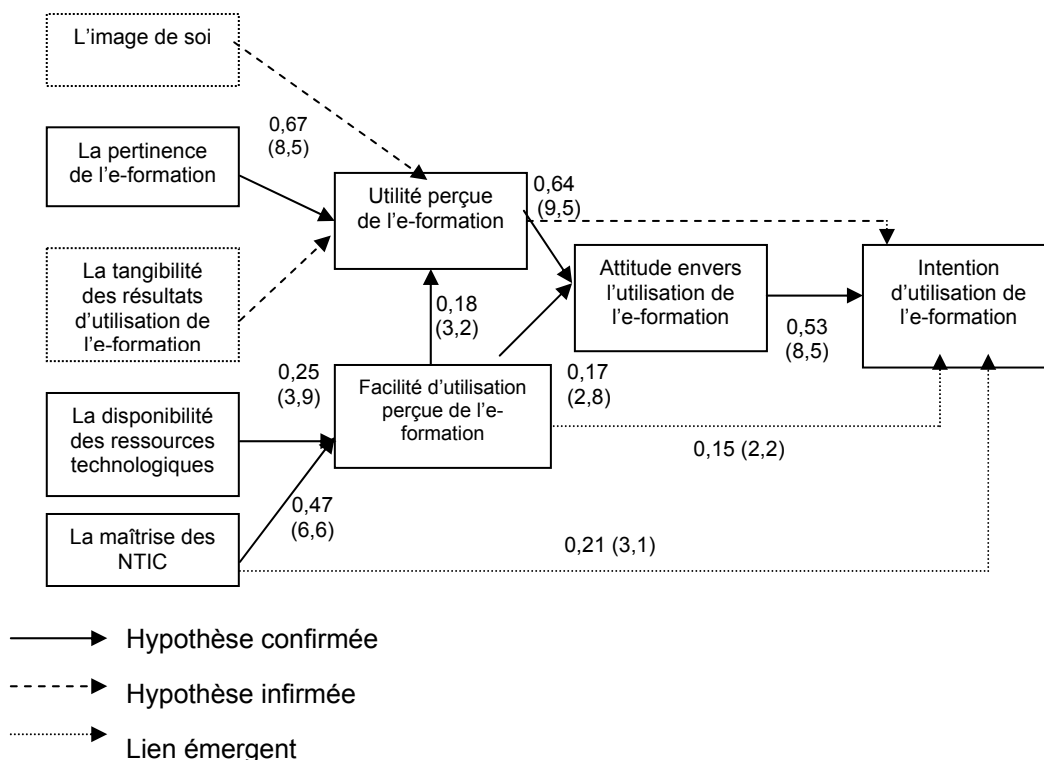 L'image de soi
0,67
(8,5)
La pertinence
de l'e-formation
Utilité perçue
de l'e-formation
0,64
(9,5)
La tangibilité
des résultats
d'utilisation de
l'e-formation
Attitude envers
l'utilisation de
l'e-formation
Intention
d'utilisation de
l'e-formation
0,18
(3,2)
0,53
(8,5)
0,25
(3,9)
Facilité d'utilisation
perçue de l'e-
formation
0,17
(2,8)
La disponibilité
des ressources
technologiques
0,15 (2,2)
0,47
(6,6)
La maîtrise des
NTIC
0,21 (3,1)
Hypothèse confirmée
Hypothèse infirmée
Lien émergent